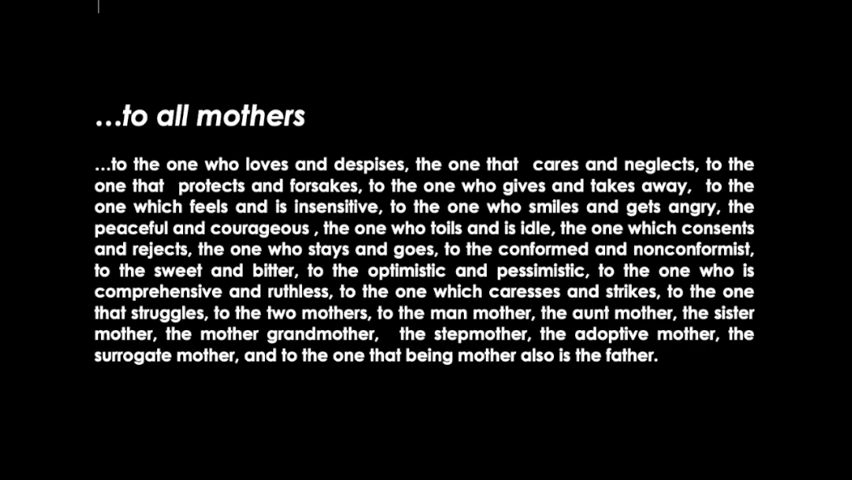 ...to all mothers
...to the one who loves and despises, the one that cares and neglects, to the
one that protects and forsakes, to the one who gives and takes away, to the
one which feels and is insensitive, to the one who smiles and gets angry, the
peaceful and courageous , the one who toils and is idle, the one which consents
and rejects, the one who stays and goes, to the conformed and nonconformist,
to the sweet and bitter, to the optimistic and pessimistic, to the one who is
comprehensive and ruthless, to the one which caresses and strikes, to the one
that struggles, to the two mothers, to the man mother, the aunt mother, the sister
mother, the mother grandmother, the stepmother, the adoptive mother, the
surrogate mother, and to the one that being mother also is the father.